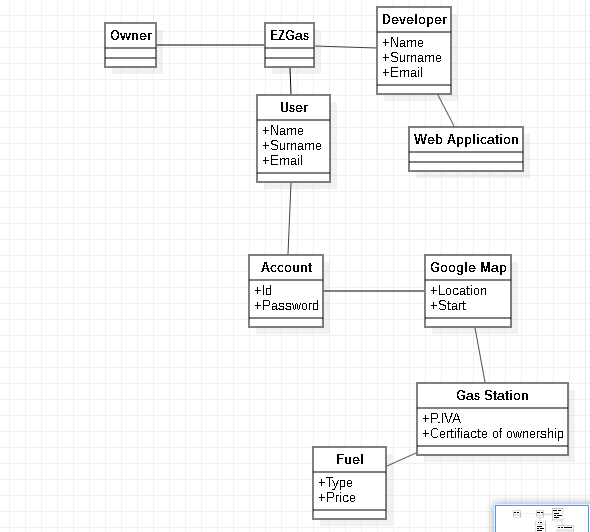 Owner
EZGas
Developer
+Name
+Surname
+Email
User
+Name
+Surname
+Email
Web Application
Account
+Id
+Password
Google Map
+Location
+Start
Gas Station
+P.IVA
+Certifiacte of ownership
Fuel
+Type
+Price